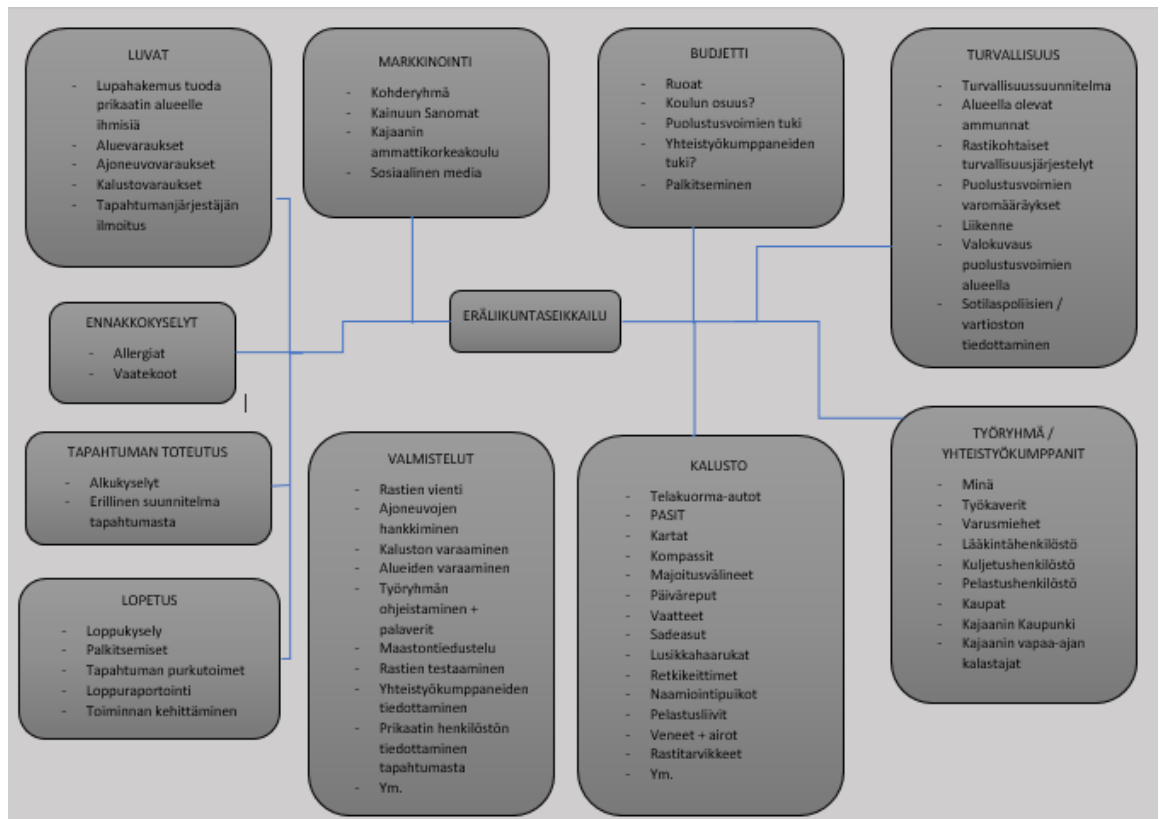 LUVAT
- Lupahakemus tuoda
prikaatin alueelle
ihmisiä
- Aluevaraukset
- Ajoneuvovaraukset
- Kalustovaraukset
- Tapahtumanjärjestäjän
ilmoitus
MARKKINOINTI
- Kohderyhmä
- Kainuun Sanomat
- Kajaanin
ammattikorkeakoulu
- Sosiaalinen media
BUDJETTI
- Ruoat
- Koulun osuus?
- Puolustusvoimien tuki
- Yhteistyökumppaneiden
tuki?
- Palkitseminen
TURVALLISUUS
- Turvallisuussuunnitelma
- Alueella olevat
ammunnat
- Rastikohtaiset
turvallisuusjärjestelyt
- Puolustusvoimien
varomääräykset
- Liikenne
- Valokuvaus
puolustusvoimien
alueella
- Sotilaspoliisien /
vartioston
tiedottaminen
ENNAKKOKYSELYT
- Allergiat
- Vaatekoot
ERÄLIIKUNTASEIKKAILU
TAPAHTUMAN TOTEUTUS
- Alkukyselyt
- Erillinen suunnitelma
tapahtumasta
LOPETUS
- Loppukysely
- Palkitsemiset
- Tapahtuman purkutoimet
- Loppuraportointi
- Toiminnan kehittäminen
VALMISTELUT
- Rastien vienti
- Ajoneuvojen
hankkiminen
- Kaluston varaaminen
- Alueiden varaaminen
- Työryhmän
ohjeistaminen +
palaverit
- Maastontiedustelu
- Rastien testaaminen
- Yhteistyökumppaneiden
tiedottaminen
- Prikaatin henkilöstön
tiedottaminen
tapahtumasta
- Ym.
KALUSTO
- Telakuorma-autot
- PASIT
- Kartat
- Kompassit
- Majoitusvälineet
- Päiväreput
- Vaatteet
- Sadeasut
- Lusikkahaarukat
- Retkikeittimet
- Naamiointipuikot
- Pelastusliivit
- Veneet + airot
- Rastitarvikkeet
- Ym.
TYÖRYHMÄ /
YHTEISTYÖKUMPPANIT
- Minä
- Työkaverit
- Varusmiehet
- Lääkintähenkilöstö
- Kuljetushenkilöstö
- Pelastushenkilöstö
- Kaupat
- Kajaanin Kaupunki
- Kajaanin vapaa-ajan
kalastajat